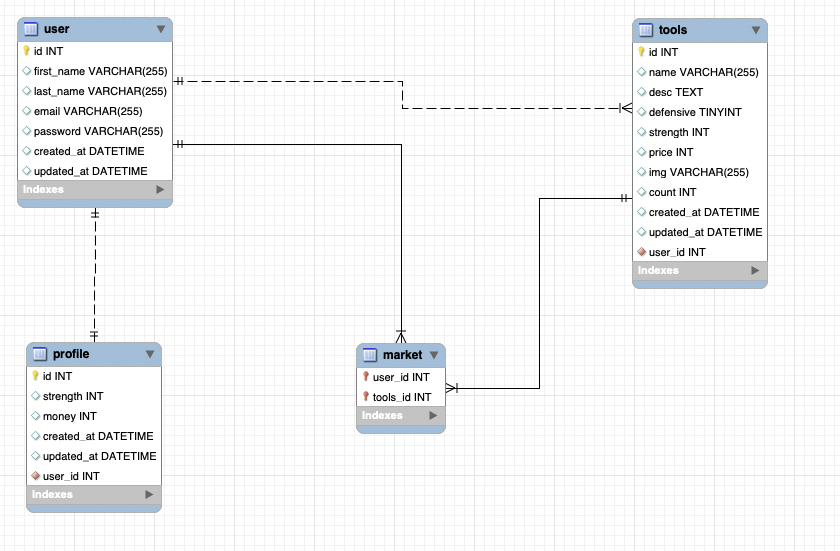 user
id INT
first_name VARCHAR(255)
last_name VARCHAR(255)
email VARCHAR(255)
password VARCHAR(255)
created_at DATETIME
updated_at DATETIME
Indexes
tools
id INT
name VARCHAR(255)
desc TEXT
defensive TINYINT
strength INT
price INT
img VARCHAR(255)
count INT
created_at DATETIME
updated_at DATETIME
user_id INT
Indexes
profile
id INT
strength INT
money INT
created_at DATETIME
updated_at DATETIME
user_id INT
Indexes
market
user_id INT
tools_id INT
Indexes